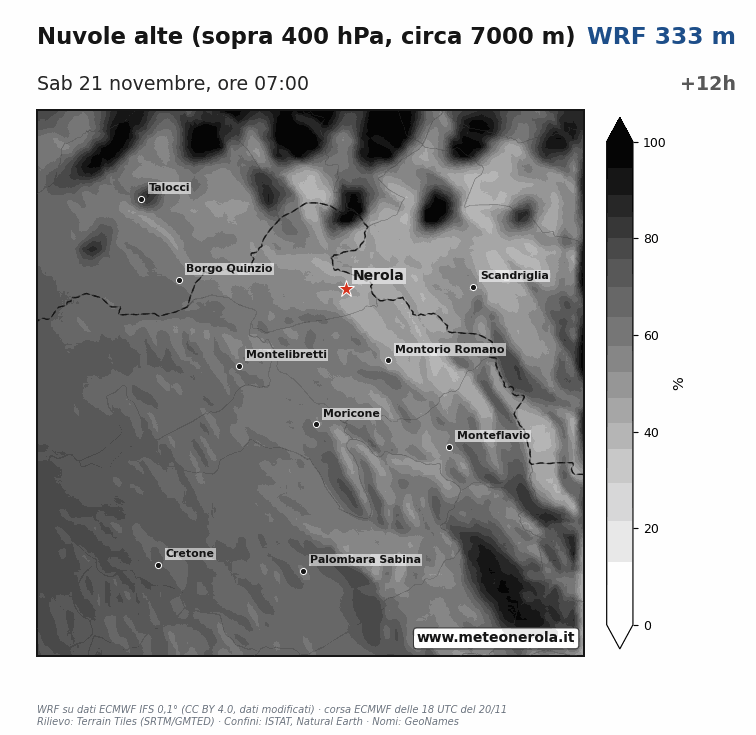 Nuvole alte (sopra 400 hPa, circa 7000 m) WRF 333 m
Sab 21 novembre, ore 07:00 +12h
Talocci
Borgo Quinzio
Nerola
Scandriglia
Montelibretti
Montorio Romano
Moricone
Monteflavio
Cretone
Palombara Sabina
www.meteonerola.it
100
80
60
40
20
0
%
WRF su dati ECMWF IFS 0,1° (CC BY 4.0, dati modificati) · corsa ECMWF delle 18 UTC del 20/11
Rilievo: Terrain Tiles (SRTM/GMTED) · Confini: ISTAT, Natural Earth · Nomi: GeoNames